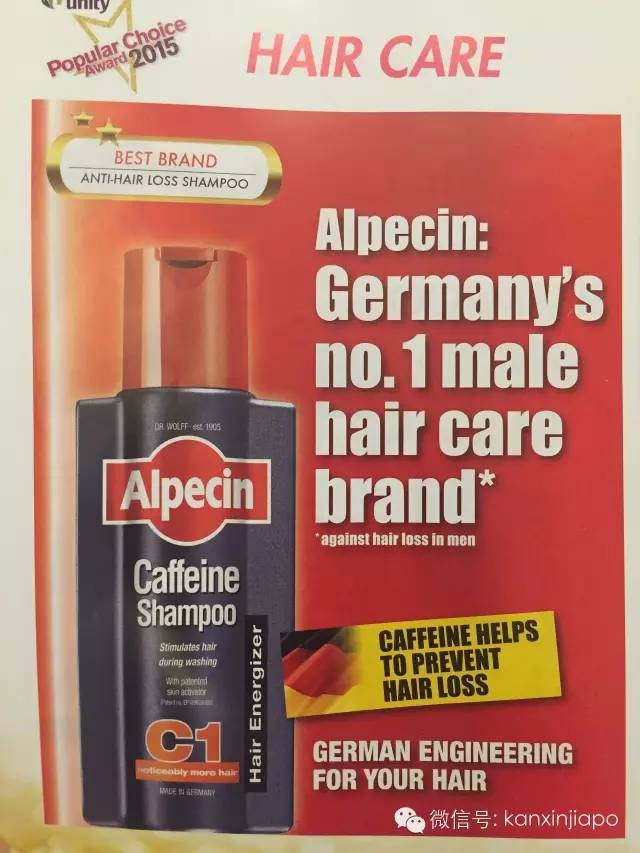 unity
Popular Choice
Award 2015
HAIR CARE
BEST BRAND
ANTI-HAIR LOSS SHAMPOO
Alpecin:
Germany's
no. 1 male
hair care
brand*
*against hair loss in men
DR. WOLFF · est. 1905
Alpecin
Caffeine
Shampoo
Stimulates hair
during washing
With patented
skin activator
C1
noticeably more hair
MADE IN GERMANY
Hair Energizer
CAFFEINE HELPS
TO PREVENT
HAIR LOSS
GERMAN ENGINEERING
FOR YOUR HAIR
微信号: kanxinjiapo